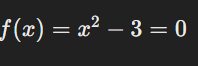 f(x) = x² − 3 = 0